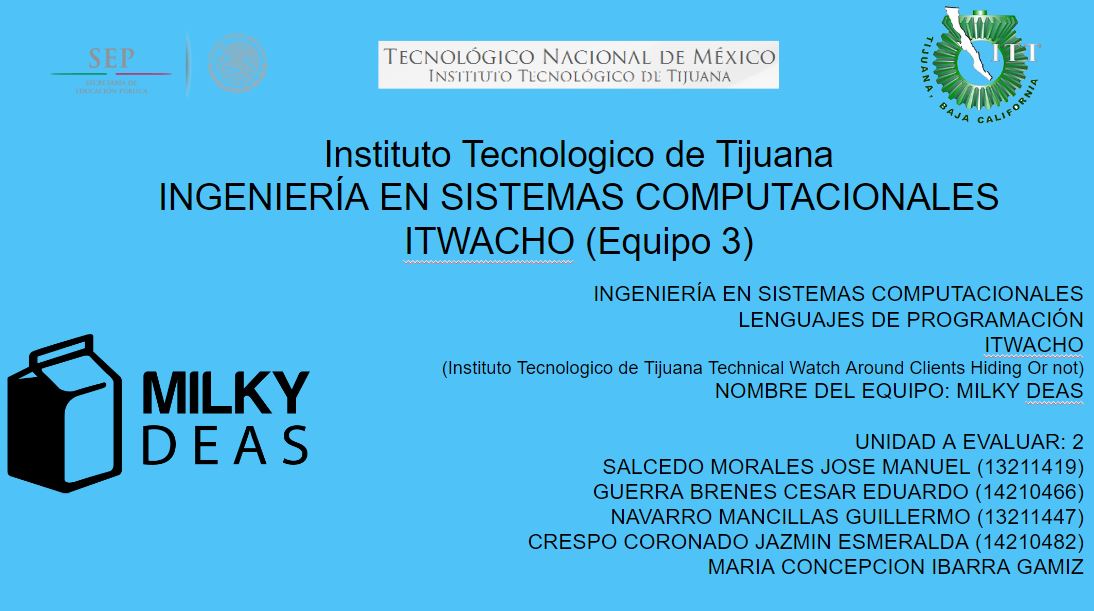 SEP
SECRETARÍA DE
EDUCACIÓN PÚBLICA
TECNOLÓGICO NACIONAL DE MÉXICO
INSTITUTO TECNOLÓGICO DE TIJUANA
ITT
TIJUANA, BAJA CALIFORNIA
Instituto Tecnologico de Tijuana
INGENIERÍA EN SISTEMAS COMPUTACIONALES
ITWACHO (Equipo 3)
INGENIERÍA EN SISTEMAS COMPUTACIONALES
LENGUAJES DE PROGRAMACIÓN
ITWACHO
(Instituto Tecnologico de Tijuana Technical Watch Around Clients Hiding Or not)
NOMBRE DEL EQUIPO: MILKY DEAS
MILKY
DEAS
UNIDAD A EVALUAR: 2
SALCEDO MORALES JOSE MANUEL (13211419)
GUERRA BRENES CESAR EDUARDO (14210466)
NAVARRO MANCILLAS GUILLERMO (13211447)
CRESPO CORONADO JAZMIN ESMERALDA (14210482)
MARIA CONCEPCION IBARRA GAMIZ